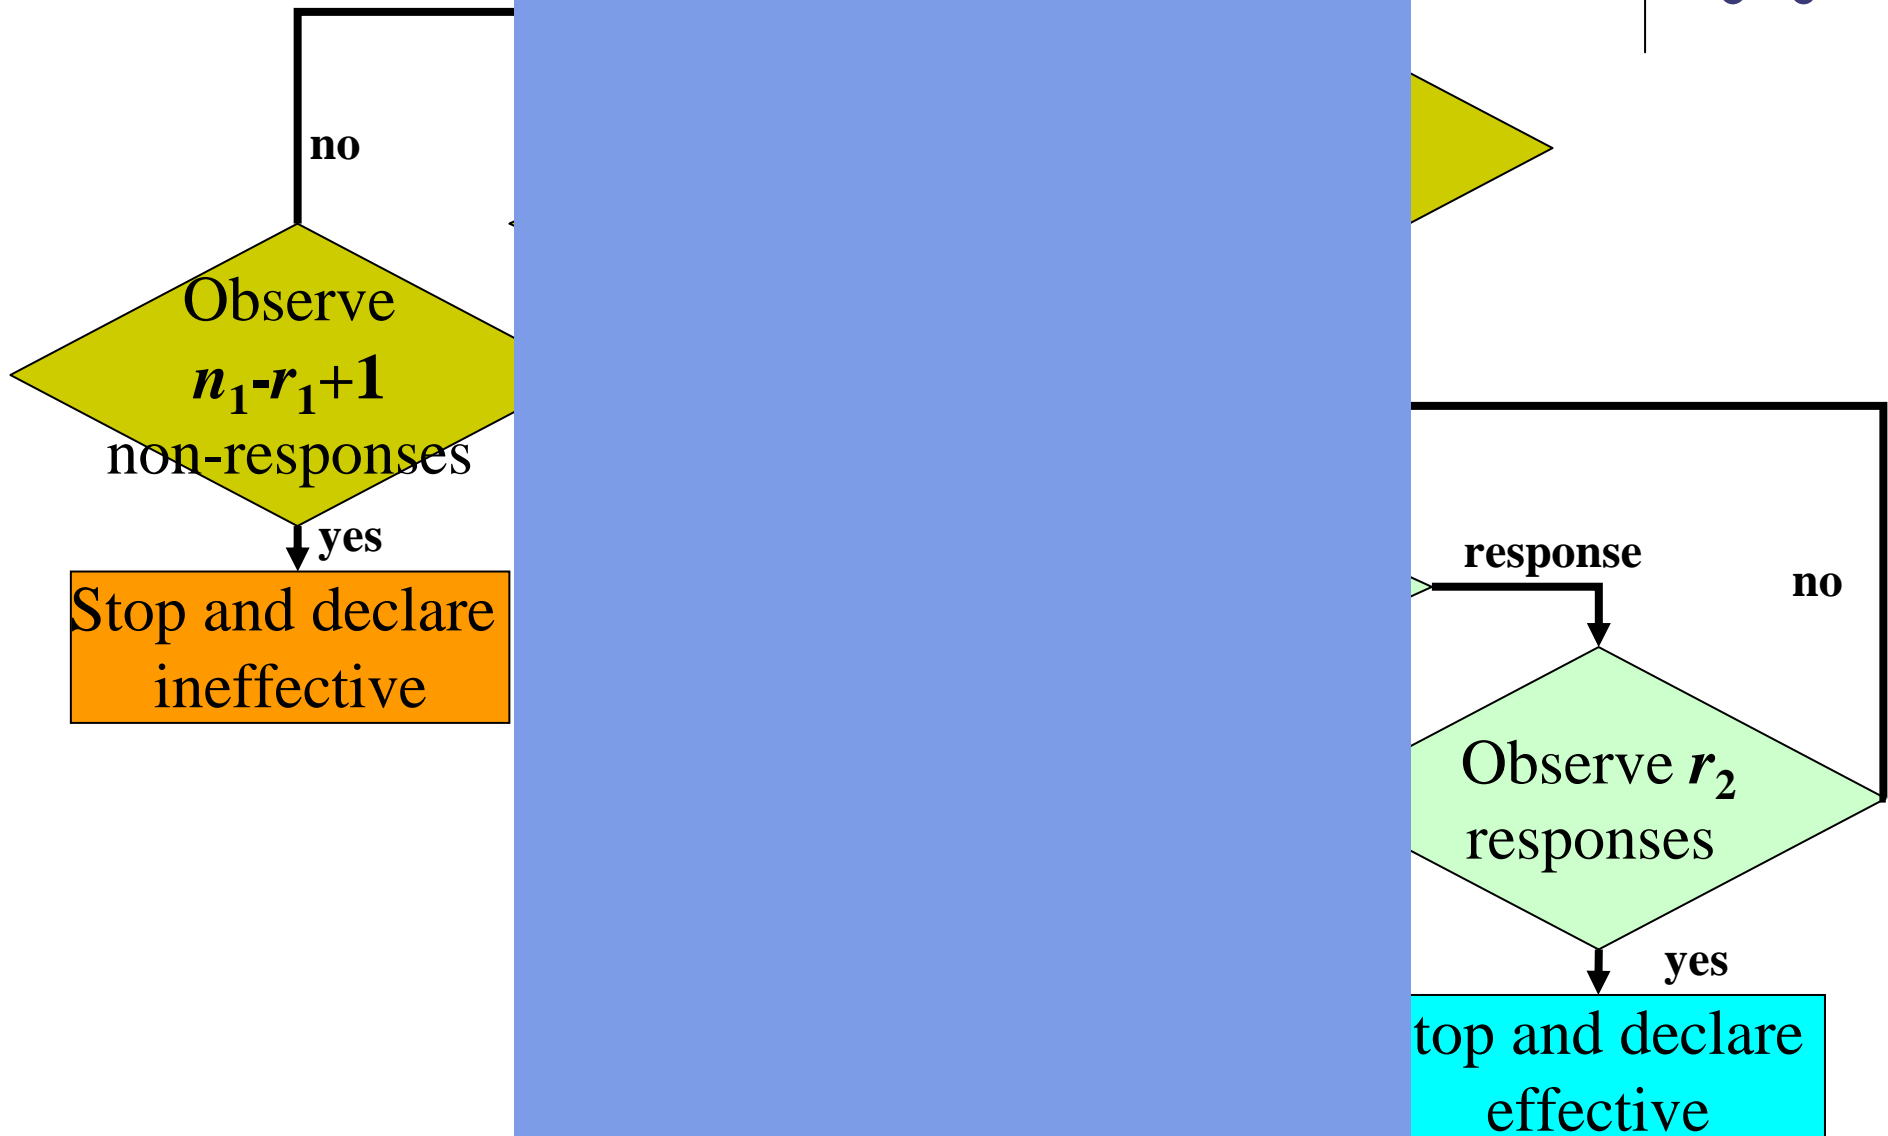 no
Observe
n₁-r₁+1
non-responses
yes
Stop and declare
ineffective
response
no
Observe r₂
responses
yes
top and declare
effective